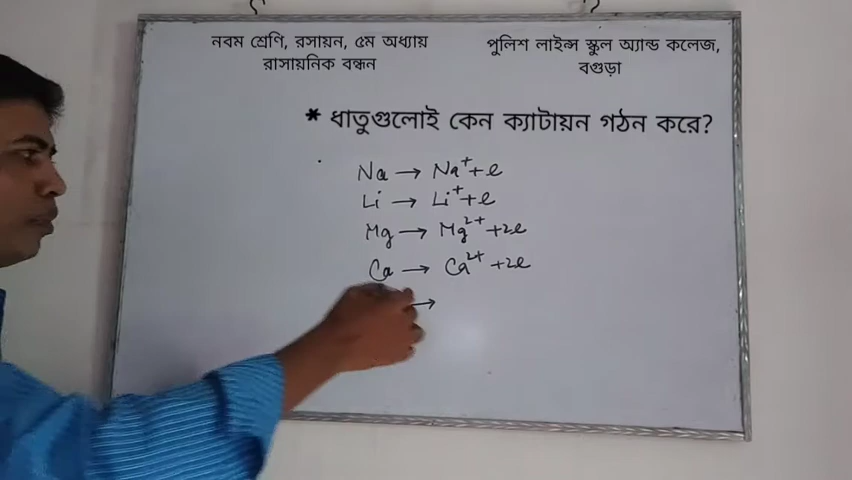 নবম শ্রেণি, রসায়ন, ৫ম অধ্যায়
রাসায়নিক বন্ধন
পুলিশ লাইন্স স্কুল অ্যান্ড কলেজ,
বগুড়া
* ধাতুগুলোই কেন ক্যাটায়ন গঠন করে?
Na → Na⁺+e
Li → Li⁺+e
Mg → Mg²⁺+2e
Ca → Ca²⁺+2e
→